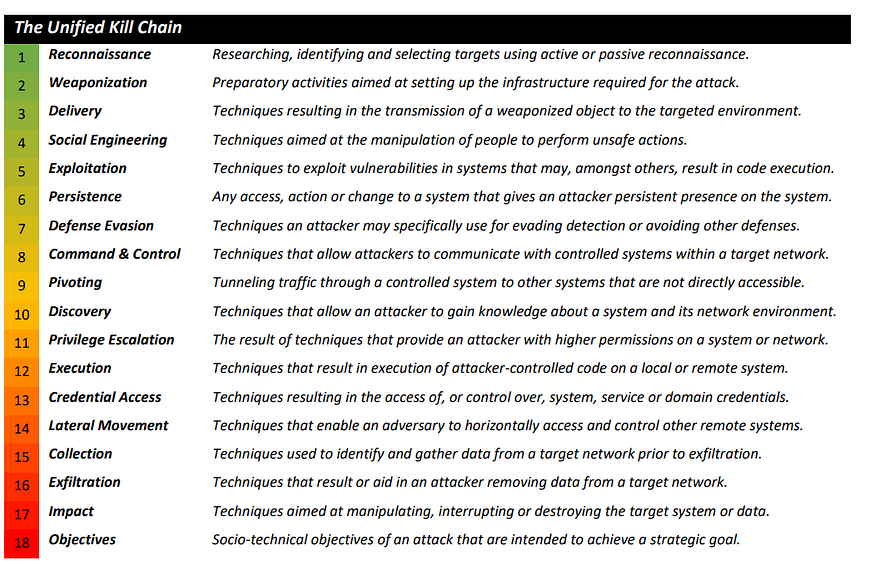 The Unified Kill Chain
1 Reconnaissance Researching, identifying and selecting targets using active or passive reconnaissance.
2 Weaponization Preparatory activities aimed at setting up the infrastructure required for the attack.
3 Delivery Techniques resulting in the transmission of a weaponized object to the targeted environment.
4 Social Engineering Techniques aimed at the manipulation of people to perform unsafe actions.
5 Exploitation Techniques to exploit vulnerabilities in systems that may, amongst others, result in code execution.
6 Persistence Any access, action or change to a system that gives an attacker persistent presence on the system.
7 Defense Evasion Techniques an attacker may specifically use for evading detection or avoiding other defenses.
8 Command & Control Techniques that allow attackers to communicate with controlled systems within a target network.
9 Pivoting Tunneling traffic through a controlled system to other systems that are not directly accessible.
10 Discovery Techniques that allow an attacker to gain knowledge about a system and its network environment.
11 Privilege Escalation The result of techniques that provide an attacker with higher permissions on a system or network.
12 Execution Techniques that result in execution of attacker-controlled code on a local or remote system.
13 Credential Access Techniques resulting in the access of, or control over, system, service or domain credentials.
14 Lateral Movement Techniques that enable an adversary to horizontally access and control other remote systems.
15 Collection Techniques used to identify and gather data from a target network prior to exfiltration.
16 Exfiltration Techniques that result or aid in an attacker removing data from a target network.
17 Impact Techniques aimed at manipulating, interrupting or destroying the target system or data.
18 Objectives Socio-technical objectives of an attack that are intended to achieve a strategic goal.